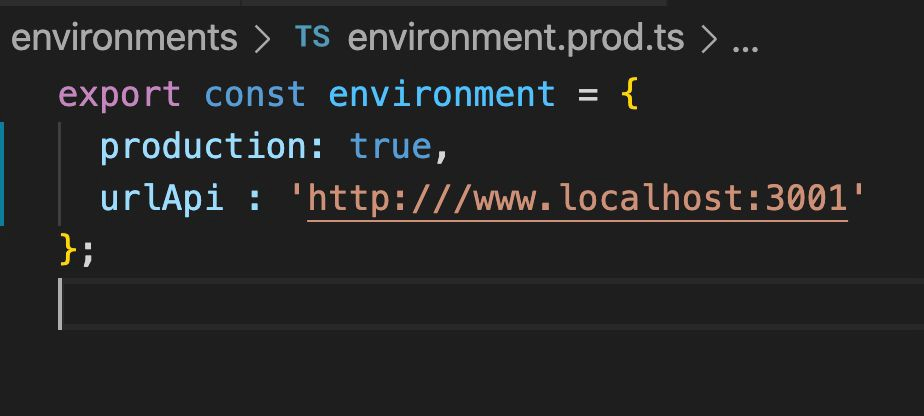 environments > TS environment.prod.ts > ...
export const environment = {
  production: true,
  urlApi : 'http:///www.localhost:3001'
};